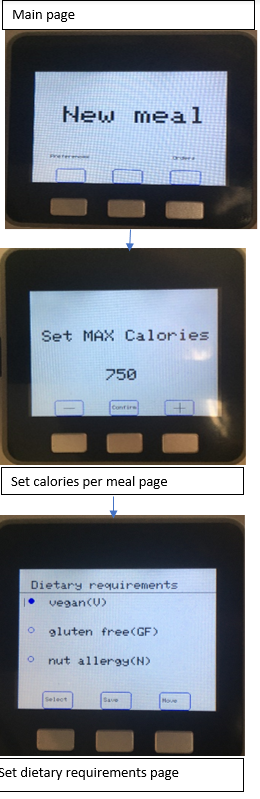 Main page
New meal
Preferences Orders
Set MAX Calories
750
- Confirm +
Set calories per meal page
Dietary requirements
vegan(V)
gluten free(GF)
nut allergy(N)
Select Save Move
Set dietary requirements page